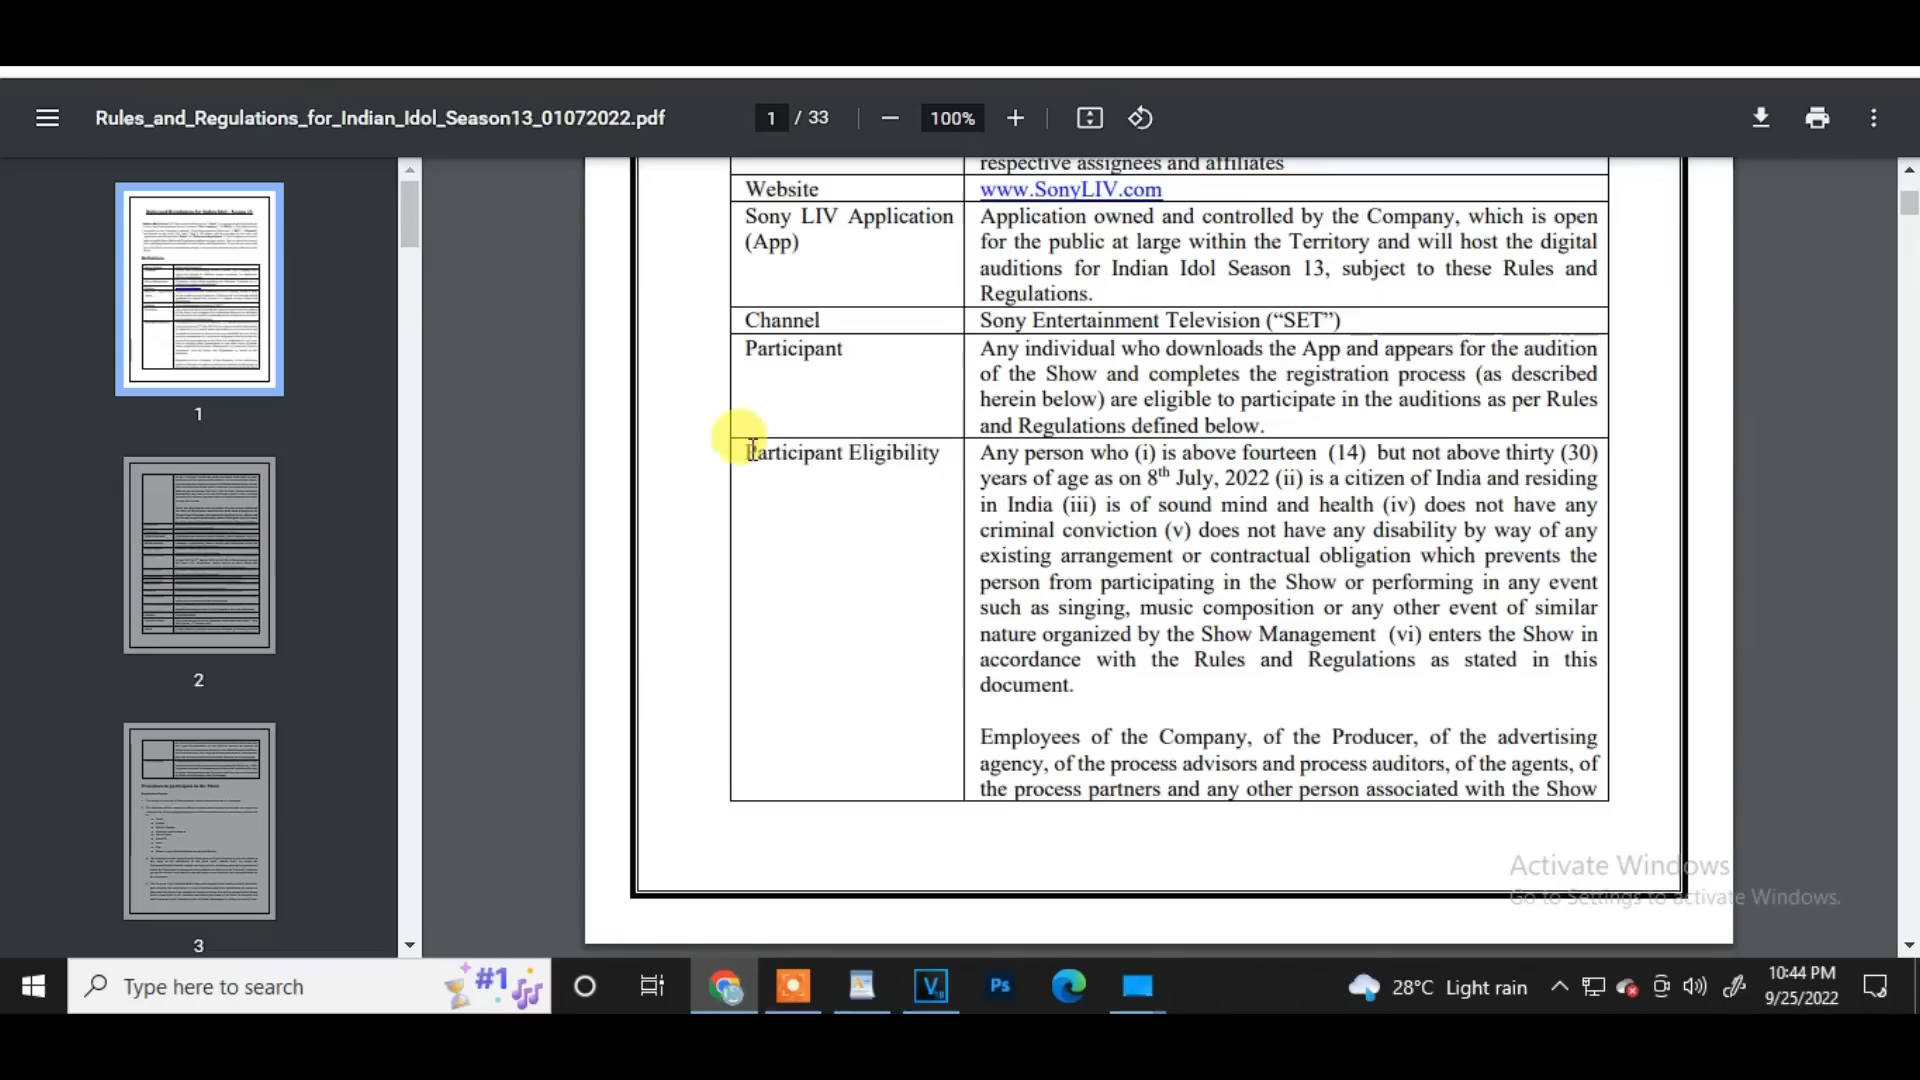 Rules_and_Regulations_for_Indian_Idol_Season13_01072022.pdf
1 / 33
100%
respective assignees and affiliates
Website
www.SonyLIV.com
Sony LIV Application
(App)
Application owned and controlled by the Company, which is open
for the public at large within the Territory and will host the digital
auditions for Indian Idol Season 13, subject to these Rules and
Regulations.
Channel
Sony Entertainment Television (“SET”)
Participant
Any individual who downloads the App and appears for the audition
of the Show and completes the registration process (as described
herein below) are eligible to participate in the auditions as per Rules
and Regulations defined below.
Participant Eligibility
Any person who (i) is above fourteen (14) but not above thirty (30)
years of age as on 8th July, 2022 (ii) is a citizen of India and residing
in India (iii) is of sound mind and health (iv) does not have any
criminal conviction (v) does not have any disability by way of any
existing arrangement or contractual obligation which prevents the
person from participating in the Show or performing in any event
such as singing, music composition or any other event of similar
nature organized by the Show Management (vi) enters the Show in
accordance with the Rules and Regulations as stated in this
document.
Employees of the Company, of the Producer, of the advertising
agency, of the process advisors and process auditors, of the agents, of
the process partners and any other person associated with the Show
1
2
3
Activate Windows
Go to Settings to activate Windows.
Type here to search
#1
Ps
28°C Light rain
10:44 PM
9/25/2022